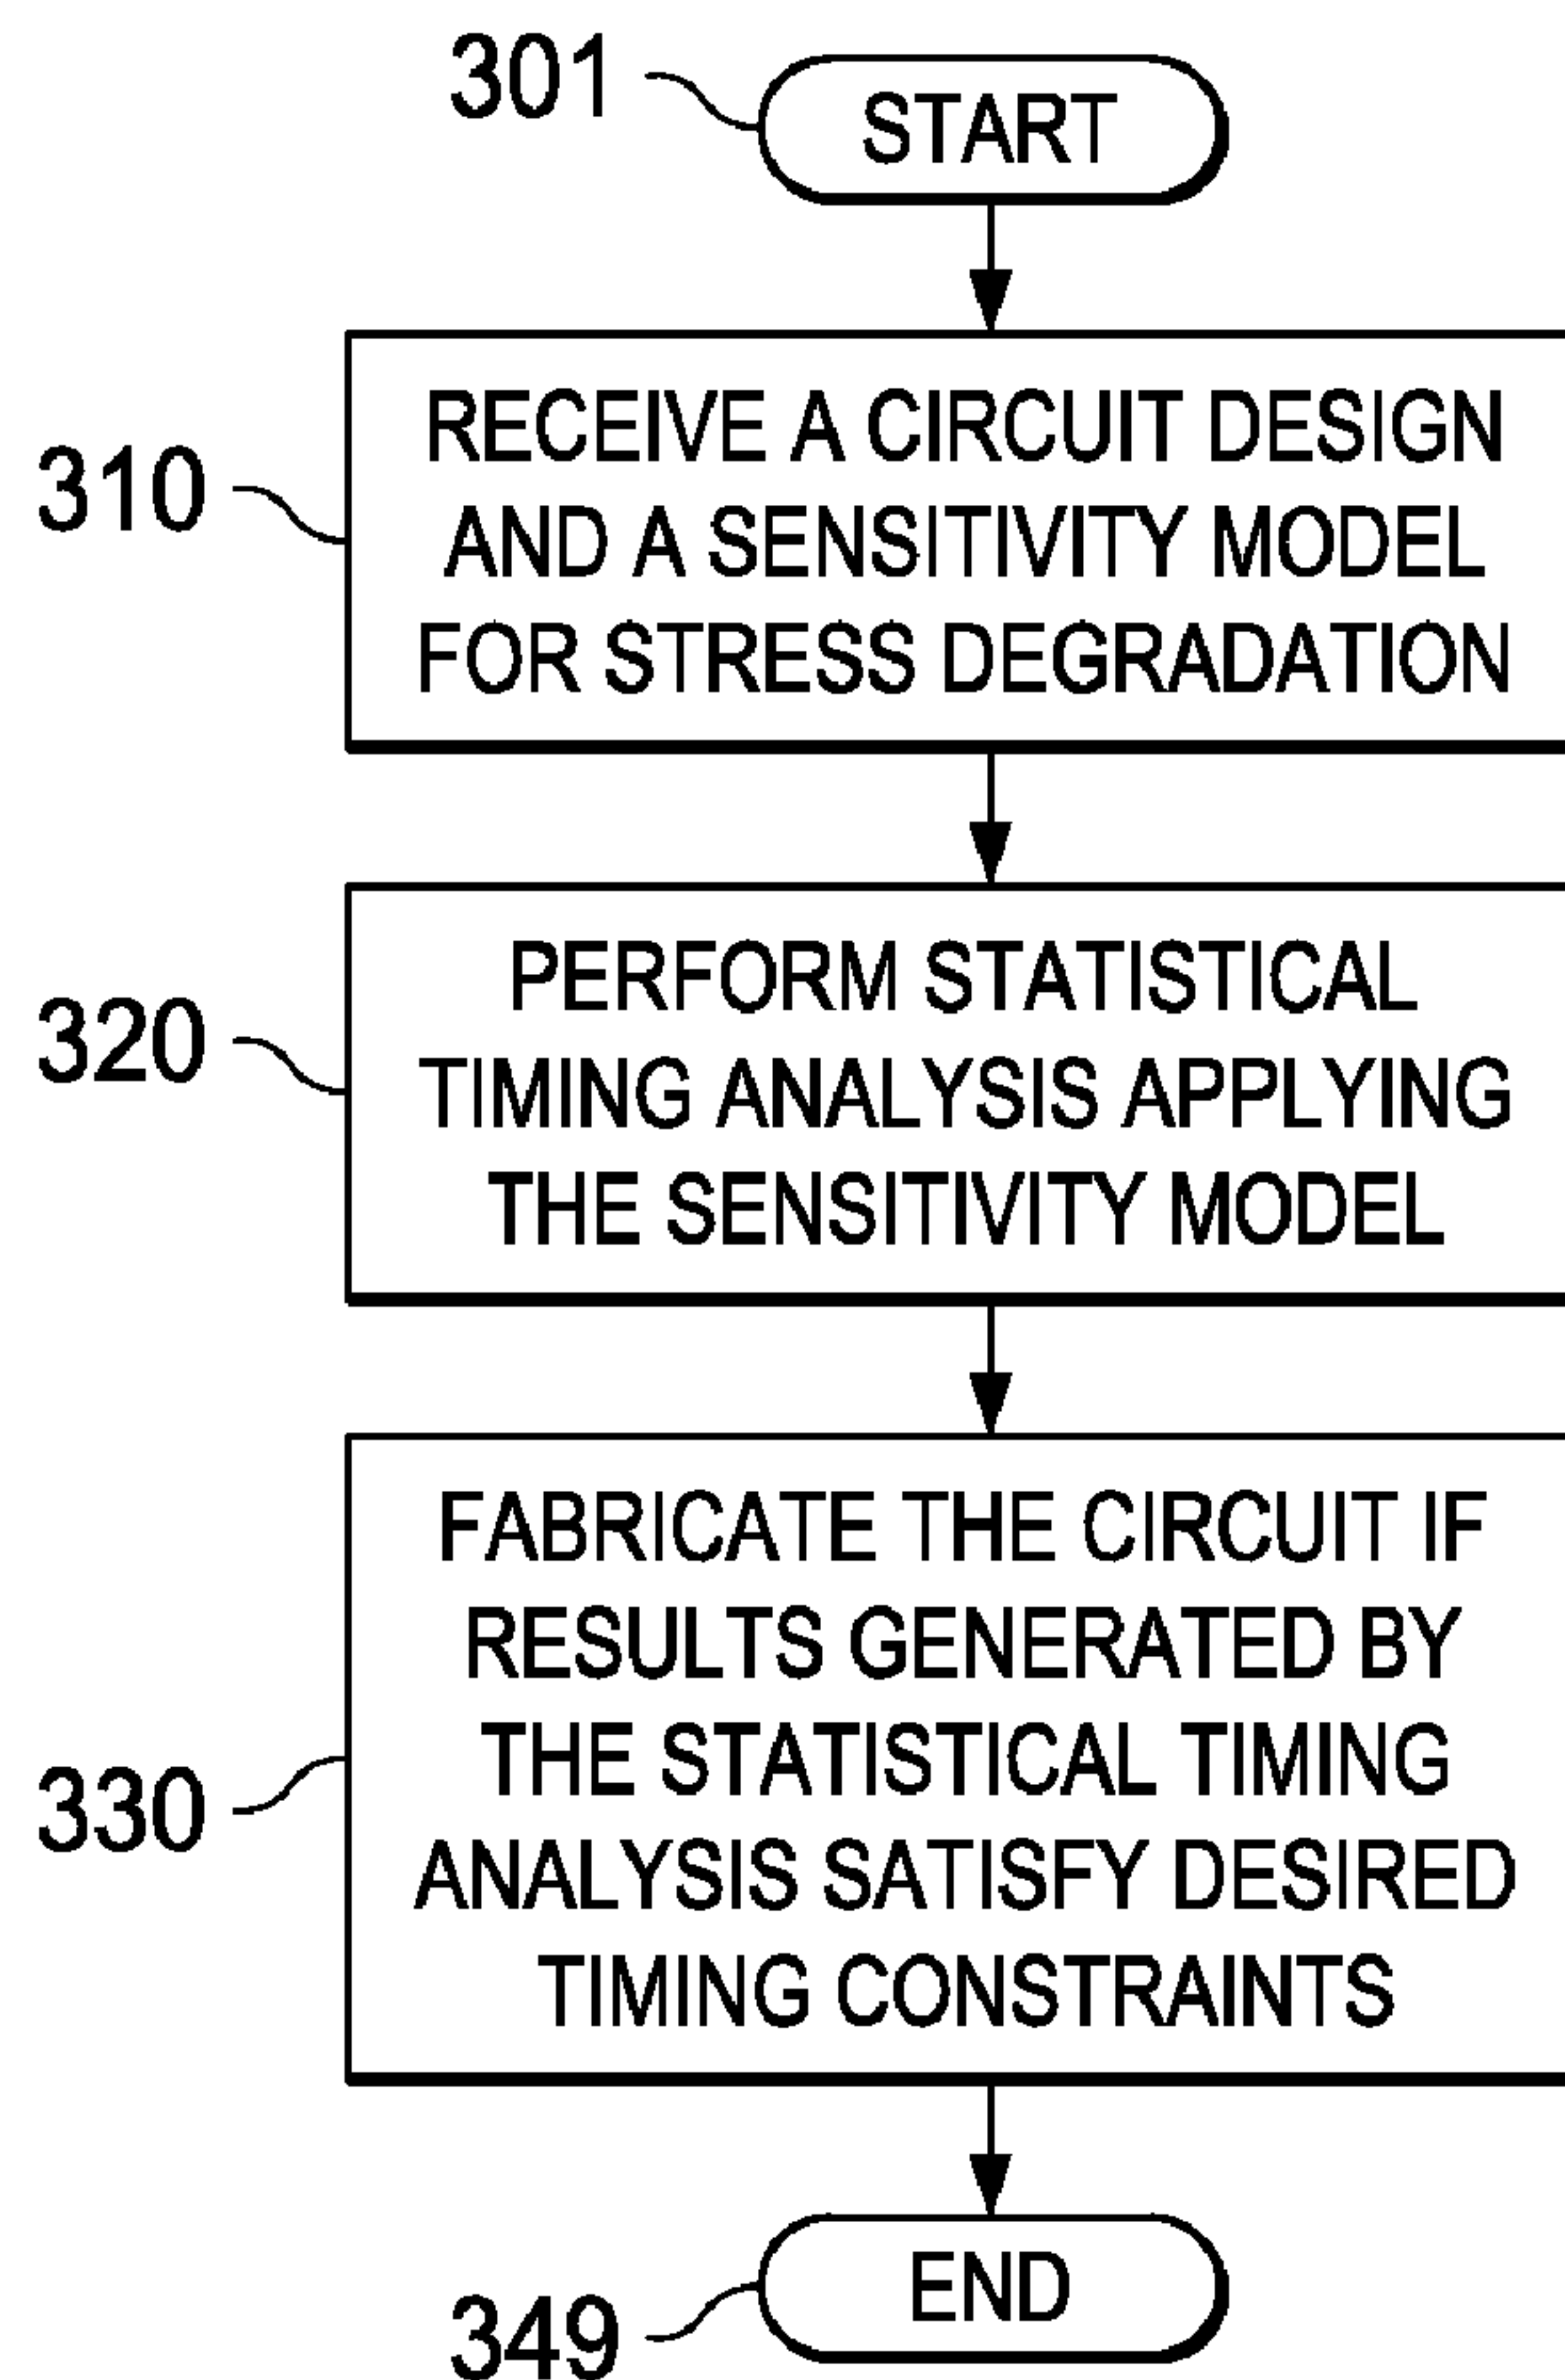 301
START
310
RECEIVE A CIRCUIT DESIGN
AND A SENSITIVITY MODEL
FOR STRESS DEGRADATION
320
PERFORM STATISTICAL
TIMING ANALYSIS APPLYING
THE SENSITIVITY MODEL
330
FABRICATE THE CIRCUIT IF
RESULTS GENERATED BY
THE STATISTICAL TIMING
ANALYSIS SATISFY DESIRED
TIMING CONSTRAINTS
349
END